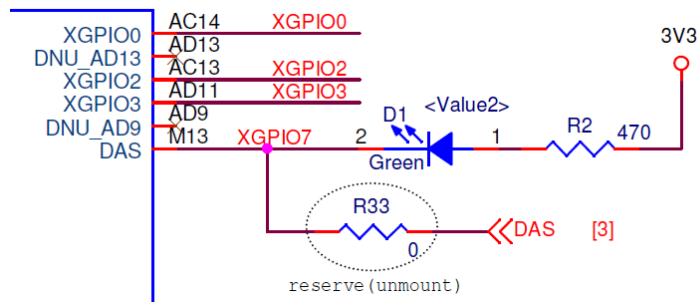 XGPIO0 AC14 XGPIO0
DNU_AD13 AD13
XGPIO2 AC13 XGPIO2
XGPIO3 AD11 XGPIO3
DNU_AD9 AD9
DAS M13 XGPIO7 2 D1 <Value2> 1 R2 470 3V3
Green
R33 DAS [3]
0
reserve(unmount)